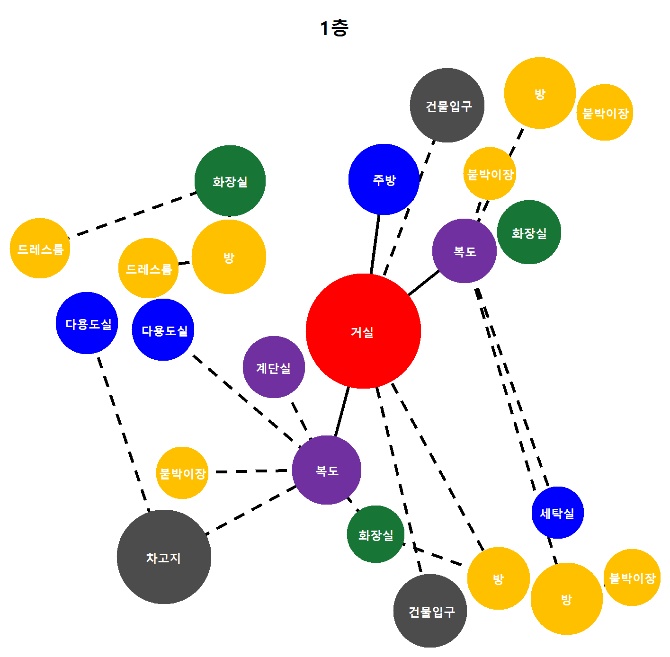 1층
방
건물입구
붙박이장
붙박이장
주방
화장실
화장실
드레스룸
복도
방
드레스룸
다용도실
다용도실
거실
계단실
붙박이장
복도
세탁실
화장실
차고지
방
붙박이장
방
건물입구